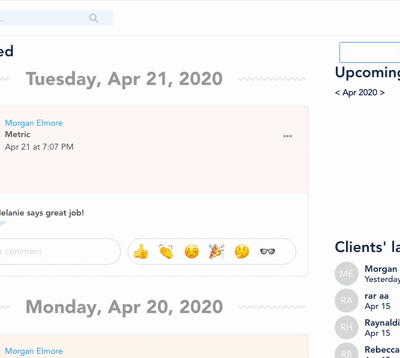 Tuesday, Apr 21, 2020
Morgan Elmore
Metric
Apr 21 at 7:07 PM
elanie says great job!
comment
Monday, Apr 20, 2020
Morgan Elmore
Upcoming
< Apr 2020 >
Clients' la
ME
Morgan
Yesterday
RA
rar aa
Apr 15
RH
Raynaldi
Apr 15
RB
Rebecca